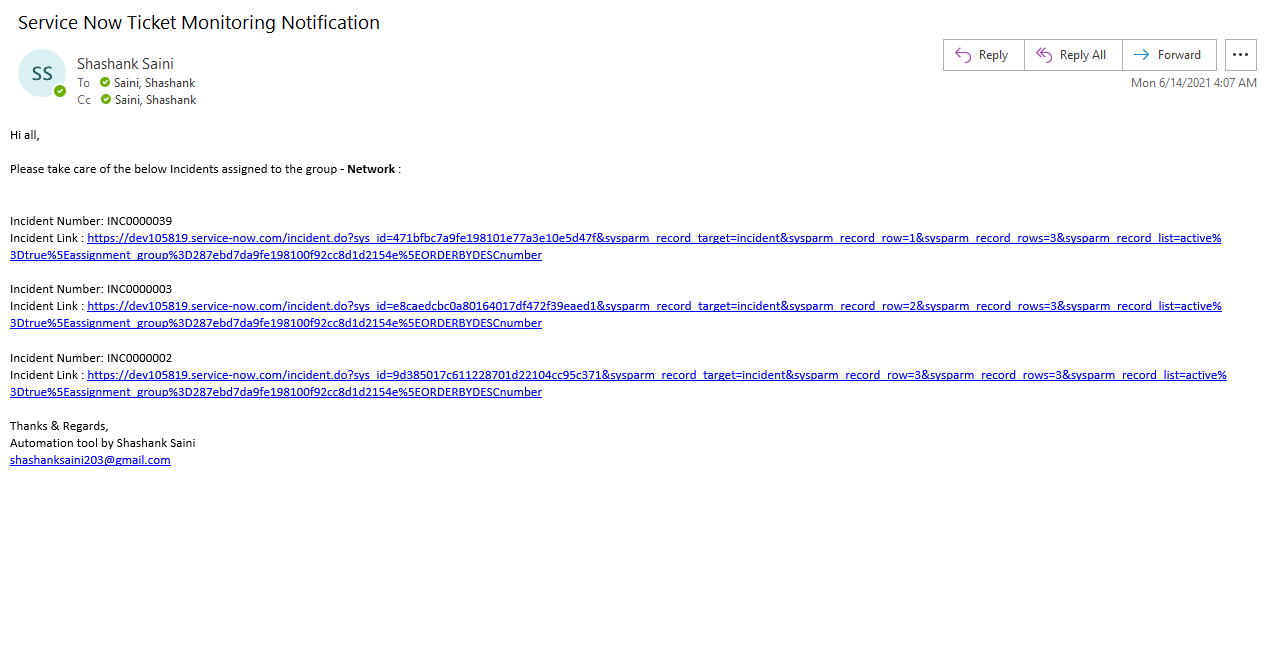 Service Now Ticket Monitoring Notification
SS
Shashank Saini
To Saini, Shashank
Cc Saini, Shashank
Reply Reply All Forward
Mon 6/14/2021 4:07 AM
Hi all,
Please take care of the below Incidents assigned to the group - Network :
Incident Number: INC0000039
Incident Link : https://dev105819.service-now.com/incident.do?sys_id=471bfbc7a9fe198101e77a3e10e5d47f&sysparm_record_target=incident&sysparm_record_row=1&sysparm_record_rows=3&sysparm_record_list=active%
3Dtrue%5Eassignment_group%3D287ebd7da9fe198100f92cc8d1d2154e%5EORDERBYDESCnumber
Incident Number: INC0000003
Incident Link : https://dev105819.service-now.com/incident.do?sys_id=e8caedcbc0a80164017df472f39eaed1&sysparm_record_target=incident&sysparm_record_row=2&sysparm_record_rows=3&sysparm_record_list=active%
3Dtrue%5Eassignment_group%3D287ebd7da9fe198100f92cc8d1d2154e%5EORDERBYDESCnumber
Incident Number: INC0000002
Incident Link : https://dev105819.service-now.com/incident.do?sys_id=9d385017c611228701d22104cc95c371&sysparm_record_target=incident&sysparm_record_row=3&sysparm_record_rows=3&sysparm_record_list=active%
3Dtrue%5Eassignment_group%3D287ebd7da9fe198100f92cc8d1d2154e%5EORDERBYDESCnumber
Thanks & Regards,
Automation tool by Shashank Saini
shashanksaini203@gmail.com